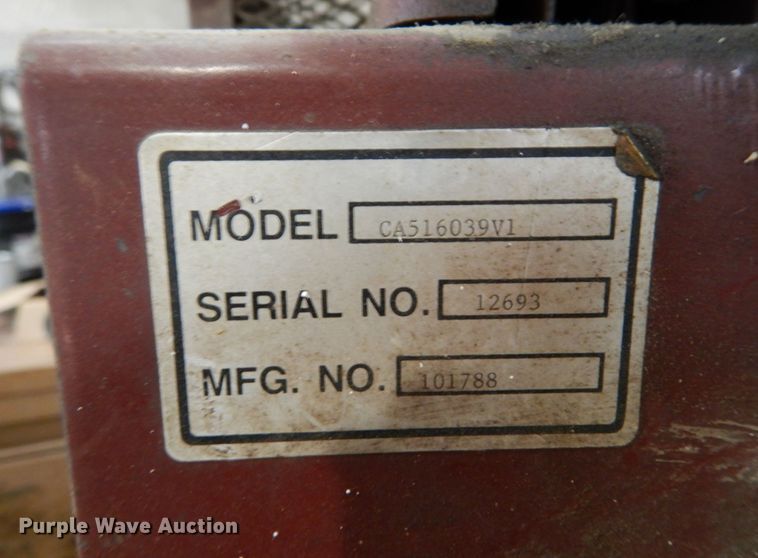 MODEL CA516039V1
SERIAL NO. 12693
MFG. NO. 101788
Purple Wave Auction